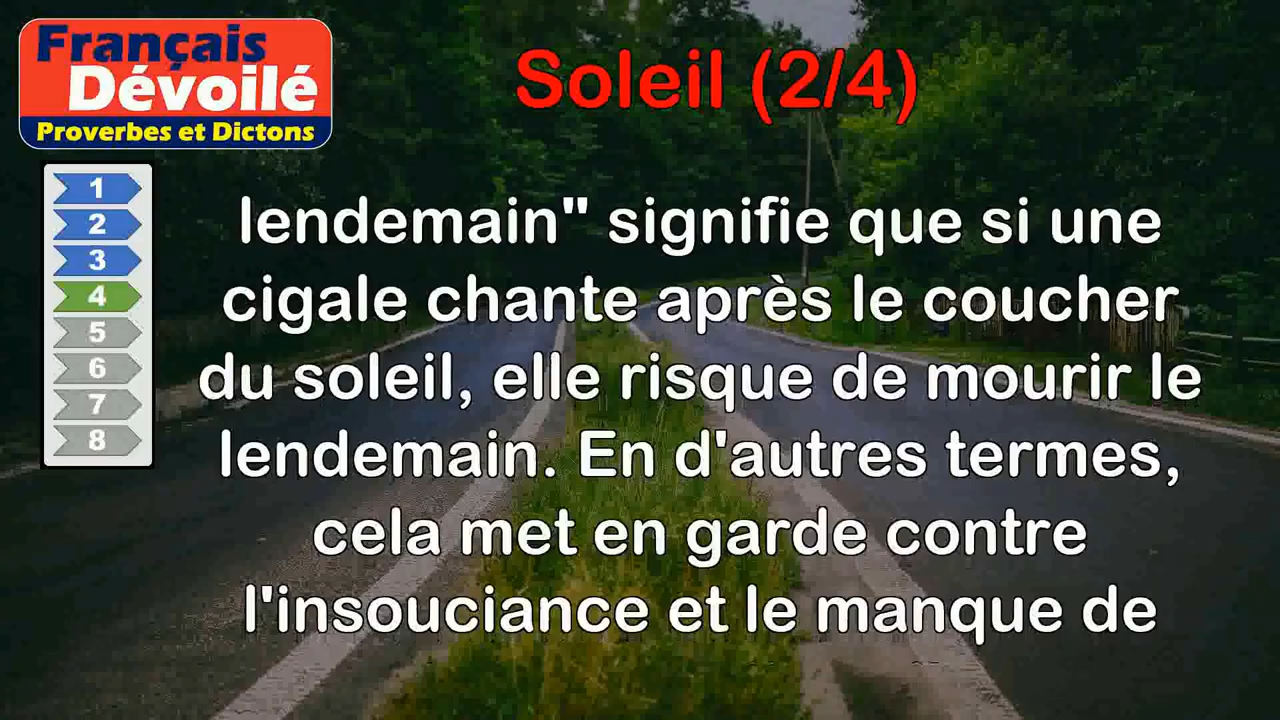 Français
Dévoilé
Proverbes et Dictons
Soleil (2/4)
1
2
3
4
5
6
7
8
lendemain" signifie que si une
cigale chante après le coucher
du soleil, elle risque de mourir le
lendemain. En d'autres termes,
cela met en garde contre
l'insouciance et le manque de